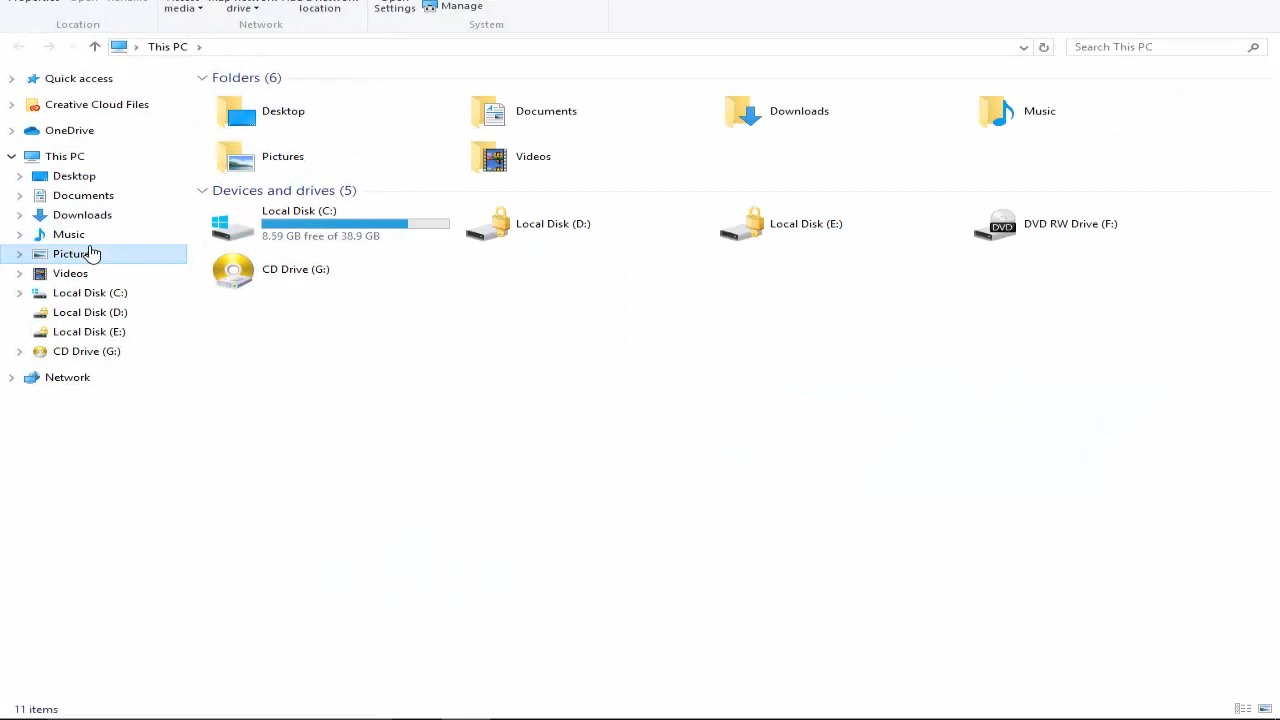 media
drive
location
Settings
Manage
Location
Network
System
This PC
Search This PC
Quick access
Creative Cloud Files
OneDrive
This PC
Desktop
Documents
Downloads
Music
Videos
Local Disk (C:)
Local Disk (D:)
Local Disk (E:)
CD Drive (G:)
Network
Folders (6)
Desktop
Documents
Downloads
Music
Pictures
Videos
Devices and drives (5)
Local Disk (C:)
8.59 GB free of 38.9 GB
Local Disk (D:)
Local Disk (E:)
DVD
DVD RW Drive (F:)
CD Drive (G:)
11 items